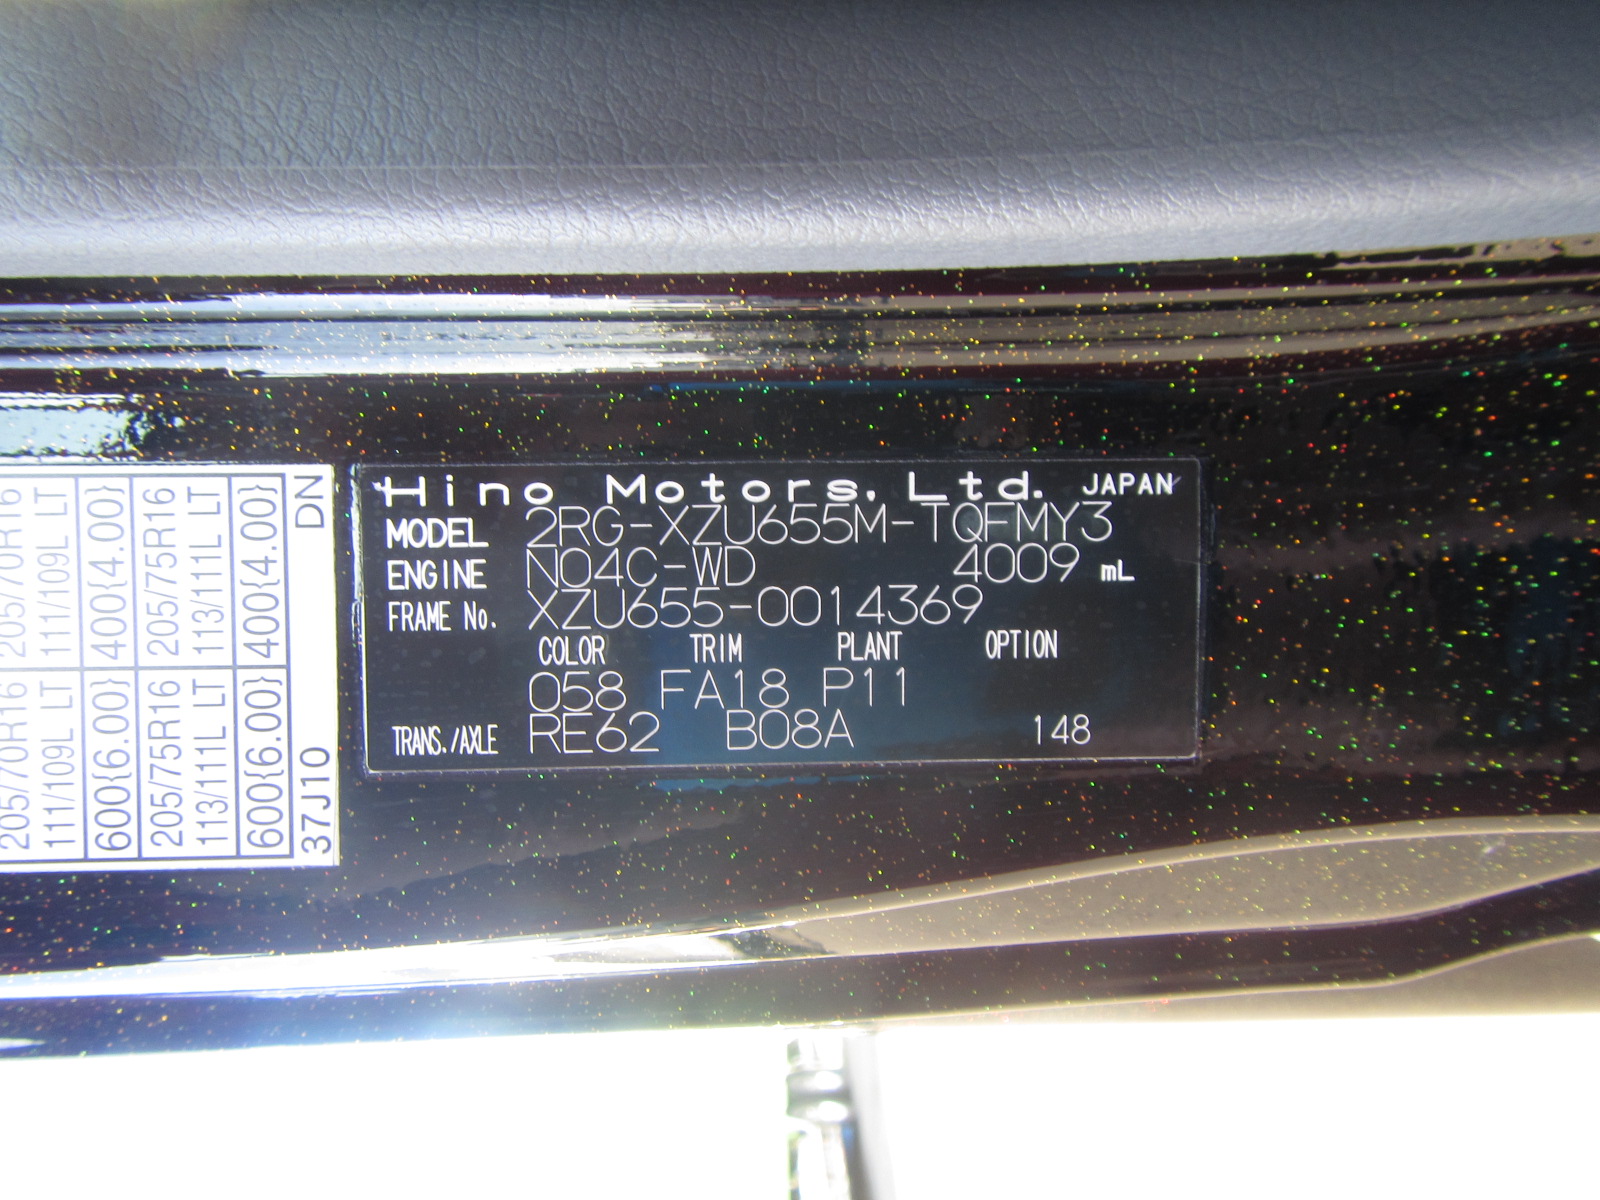 Hino Motors, Ltd. JAPAN
MODEL 2RG-XZU655M-TQFMY3
ENGINE N04C-WD 4009 mL
FRAME No. XZU655-0014369
COLOR TRIM PLANT OPTION
058 FA18 P11
TRANS./AXLE RE62 B08A 148
205/70R16 205/70R16
111/109L LT 111/109L LT
600{6.00} 400{4.00}
205/75R16 205/75R16
113/111L LT 113/111L LT
600{6.00} 400{4.00}
37J10 DN